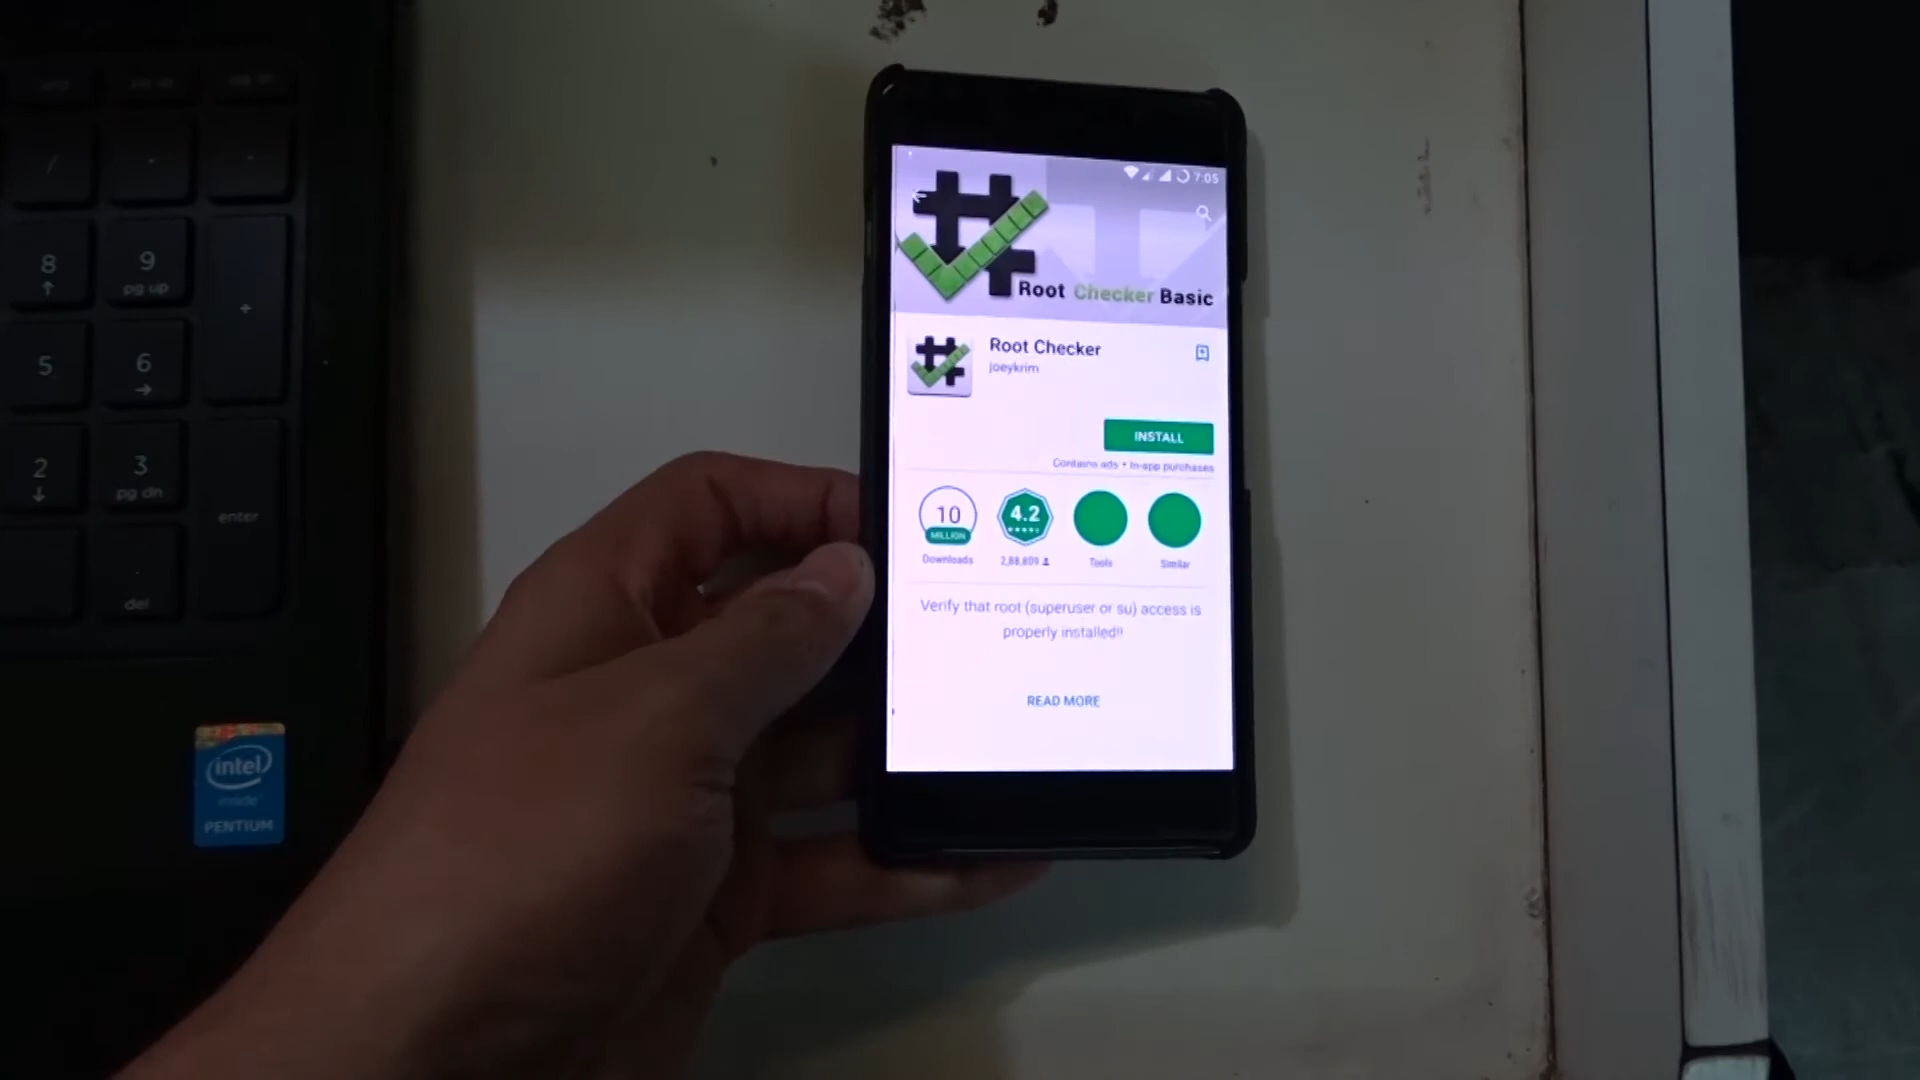 7:05
Root Checker Basic
Root Checker
joeykrim
INSTALL
Contains ads • In-app purchases
10
MILLION
Downloads
4.2
2,88,809
Tools
Similar
Verify that root (superuser or su) access is
properly installed!!
READ MORE
/
8
9
pg up
+
5
6
2
3
pg dn
enter
del
intel
inside
PENTIUM